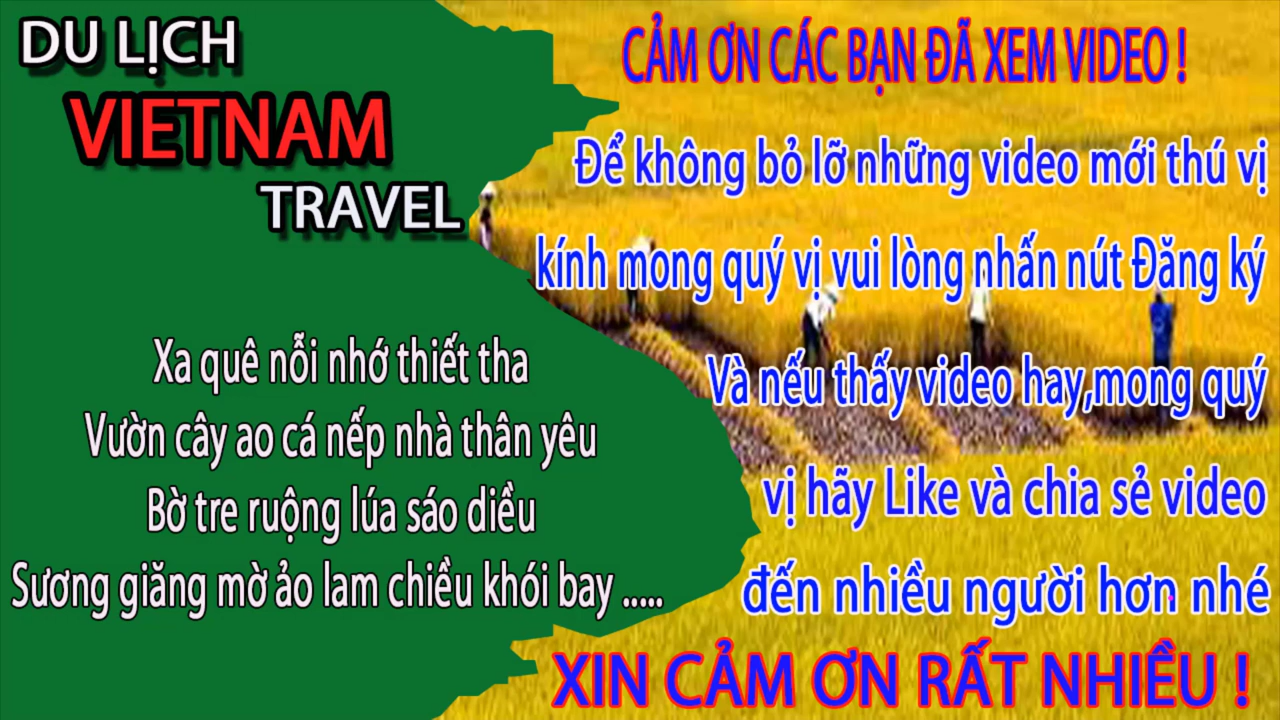 DU LỊCH
VIETNAM
TRAVEL
Xa quê nỗi nhớ thiết tha
Vườn cây ao cá nếp nhà thân yêu
Bờ tre ruộng lúa sáo diều
Sương giăng mờ ảo lam chiều khói bay .....
CẢM ƠN CÁC BẠN ĐÃ XEM VIDEO !
Để không bỏ lỡ những video mới thú vị
kính mong quý vị vui lòng nhấn nút Đăng ký
Và nếu thấy video hay,mong quý
vị hãy Like và chia sẻ video
đến nhiều người hơn nhé
XIN CẢM ƠN RẤT NHIỀU !